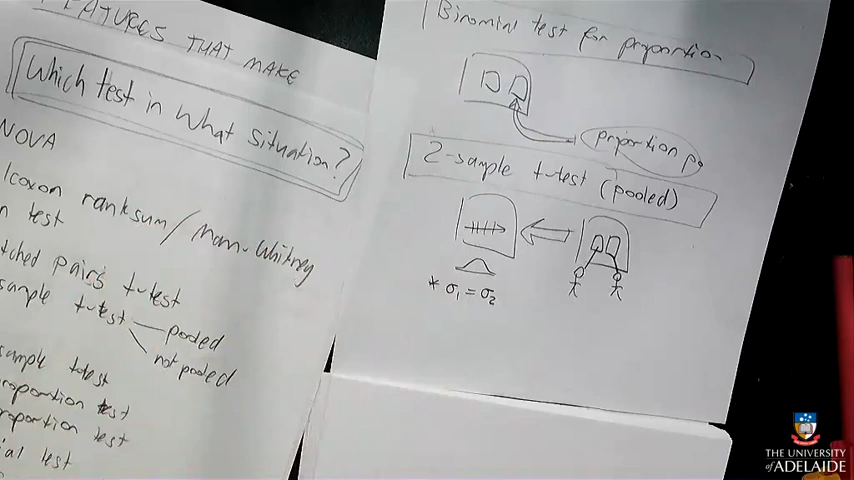 FEATURES THAT MAKE
Which test in what situation?
NOVA
lcoxon ranksum/Mann-Whitney
n test
tched pairs t-test
sample t-test
pooled
not pooled
sample t-test
roportion test
roportion test
ial test
Binomial test for proportion
proportion p₀
2-sample t-test (pooled)
* σ₁ = σ₂
THE UNIVERSITY
of ADELAIDE